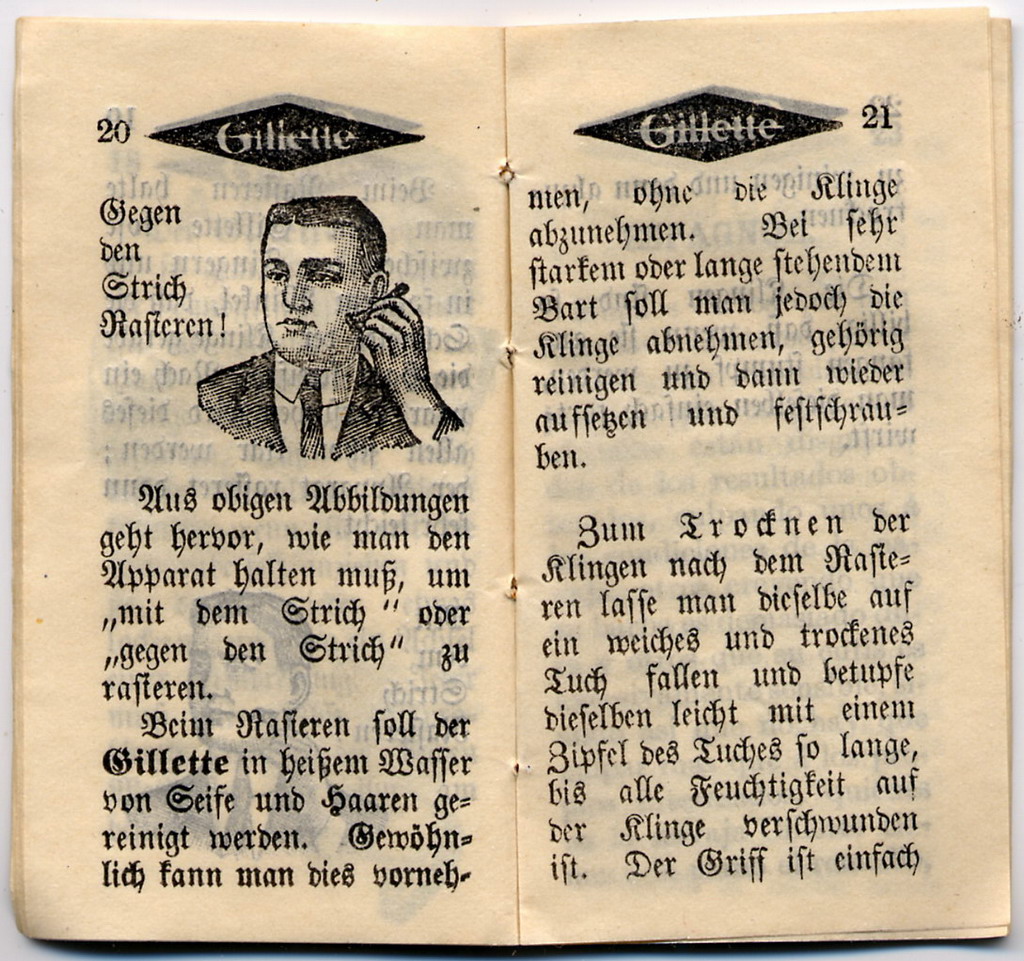 20
Gillette
Gegen
den
Strich
Rasieren!
Aus obigen Abbildungen
geht hervor, wie man den
Apparat halten muß, um
„mit dem Strich“ oder
„gegen den Strich“ zu
rasieren.
Beim Rasieren soll der
Gillette in heißem Wasser
von Seife und Haaren ge-
reinigt werden. Gewöhn-
lich kann man dies vorneh-
Gillette
21
men, ohne die Klinge
abzunehmen. Bei sehr
starkem oder lange stehendem
Bart soll man jedoch die
Klinge abnehmen, gehörig
reinigen und dann wieder
aufsetzen und festschrau-
ben.
Zum Trocknen der
Klingen nach dem Rasie-
ren lasse man dieselbe auf
ein weiches und trockenes
Tuch fallen und betupfe
dieselben leicht mit einem
Zipfel des Tuches so lange,
bis alle Feuchtigkeit auf
der Klinge verschwunden
ist. Der Griff ist einfach